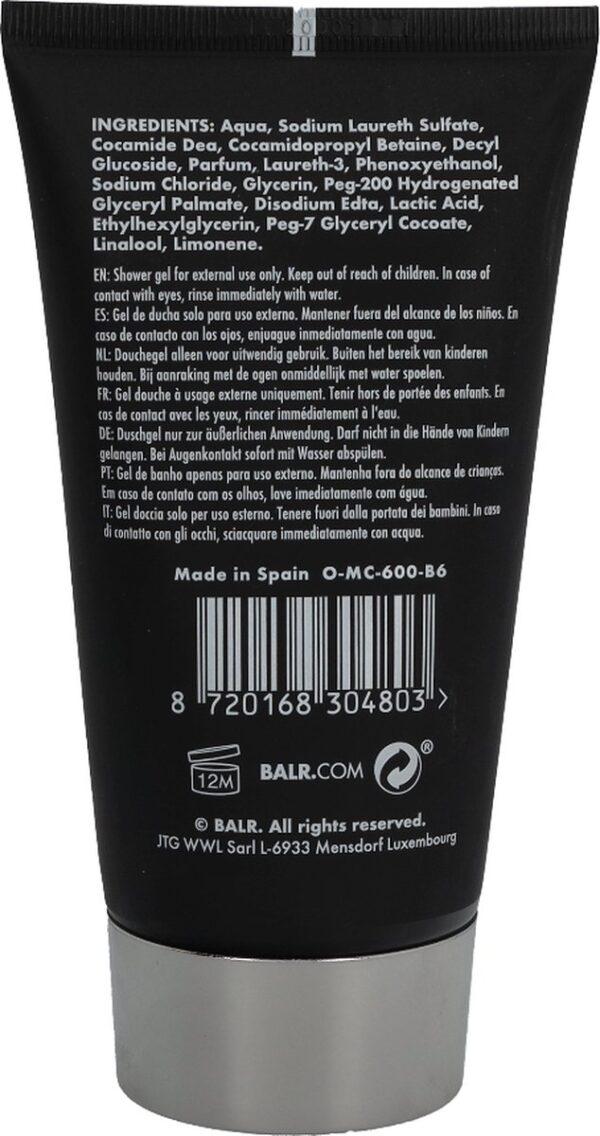 INGREDIENTS: Aqua, Sodium Laureth Sulfate,
Cocamide Dea, Cocamidopropyl Betaine, Decyl
Glucoside, Parfum, Laureth-3, Phenoxyethanol,
Sodium Chloride, Glycerin, Peg-200 Hydrogenated
Glyceryl Palmate, Disodium Edta, Lactic Acid,
Ethylhexylglycerin, Peg-7 Glyceryl Cocoate,
Linalool, Limonene.
EN: Shower gel for external use only. Keep out of reach of children. In case of
contact with eyes, rinse immediately with water.
ES: Gel de ducha solo para uso externo. Mantener fuera del alcance de los niños. En
caso de contacto con los ojos, enjuague inmediatamente con agua.
NL: Douchegel alleen voor uitwendig gebruik. Buiten het bereik van kinderen
houden. Bij aanraking met de ogen onmiddellijk met water spoelen.
FR: Gel douche à usage externe uniquement. Tenir hors de portée des enfants. En
cas de contact avec les yeux, rincer immédiatement à l'eau.
DE: Duschgel nur zur äußerlichen Anwendung. Darf nicht in die Hände von Kindern
gelangen. Bei Augenkontakt sofort mit Wasser abspülen.
PT: Gel de banho apenas para uso externo. Mantenha fora do alcance de crianças.
Em caso de contato com os olhos, lave imediatamente com água.
IT: Gel doccia solo per uso esterno. Tenere fuori dalla portata dei bambini. In caso
di contatto con gli occhi, sciacquare immediatamente con acqua.
Made in Spain O-MC-600-B6
8 720168 304803 >
12M BALR.COM ®
© BALR. All rights reserved.
JTG WWL Sarl L-6933 Mensdorf Luxembourg